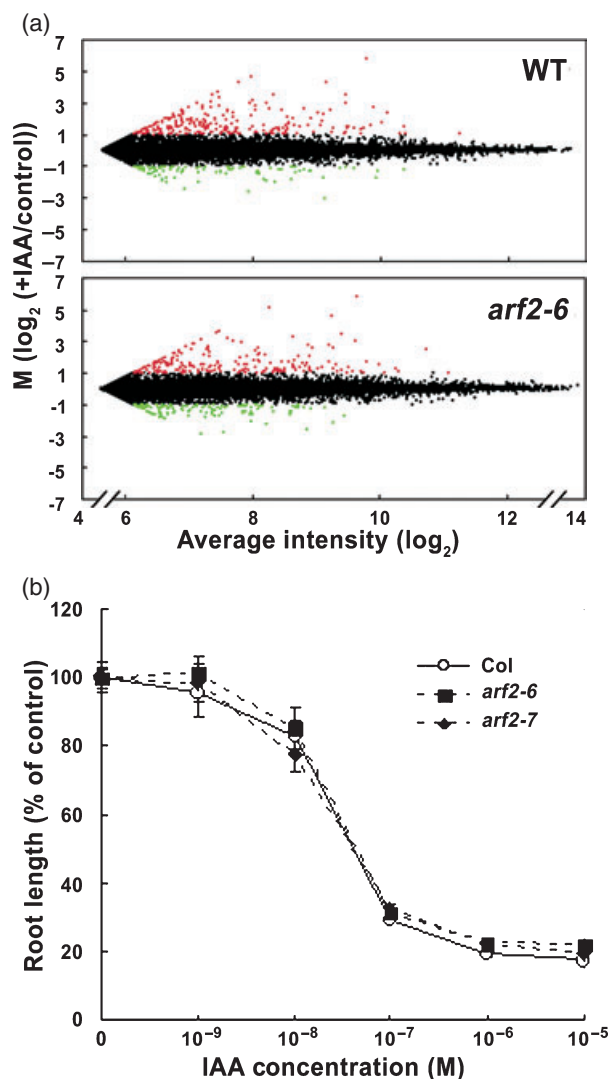 (a)
M (log2 (+IAA/control))
7
5
3
1
−1
−3
−5
−7
WT
7
5
3
1
-1
-3
-5
-7
arf2-6
4 6 8 10 12 14
Average intensity (log2)
(b)
Root length (% of control)
120
100
80
60
40
20
0
Col
arf2-6
arf2-7
0 10⁻⁹ 10⁻⁸ 10⁻⁷ 10⁻⁶ 10⁻⁵
IAA concentration (M)